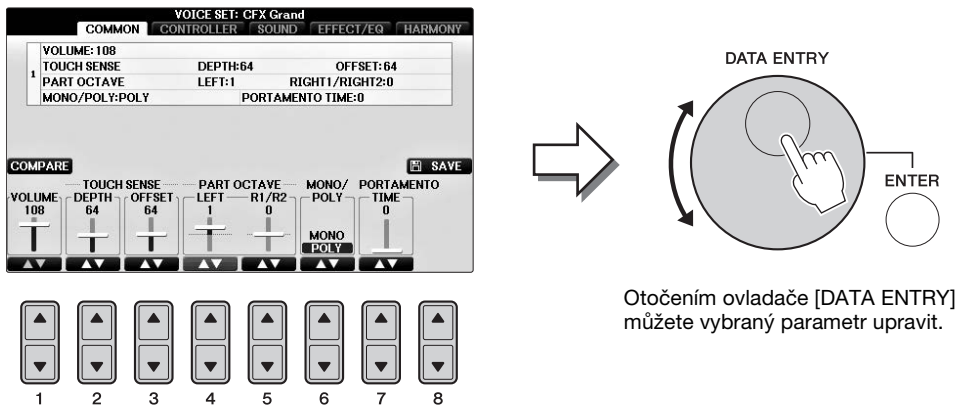 VOICE SET: CFX Grand
COMMON CONTROLLER SOUND EFFECT/EQ HARMONY
1
VOLUME: 108
TOUCH SENSE DEPTH:64 OFFSET:64
PART OCTAVE LEFT:1 RIGHT1/RIGHT2:0
MONO/POLY:POLY PORTAMENTO TIME:0
COMPARE SAVE
TOUCH SENSE PART OCTAVE MONO/ PORTAMENTO
VOLUME DEPTH OFFSET LEFT R1/R2 POLY TIME
108 64 64 1 0 0
MONO
POLY
1 2 3 4 5 6 7 8
DATA ENTRY
ENTER
Otočením ovladače [DATA ENTRY]
můžete vybraný parametr upravit.